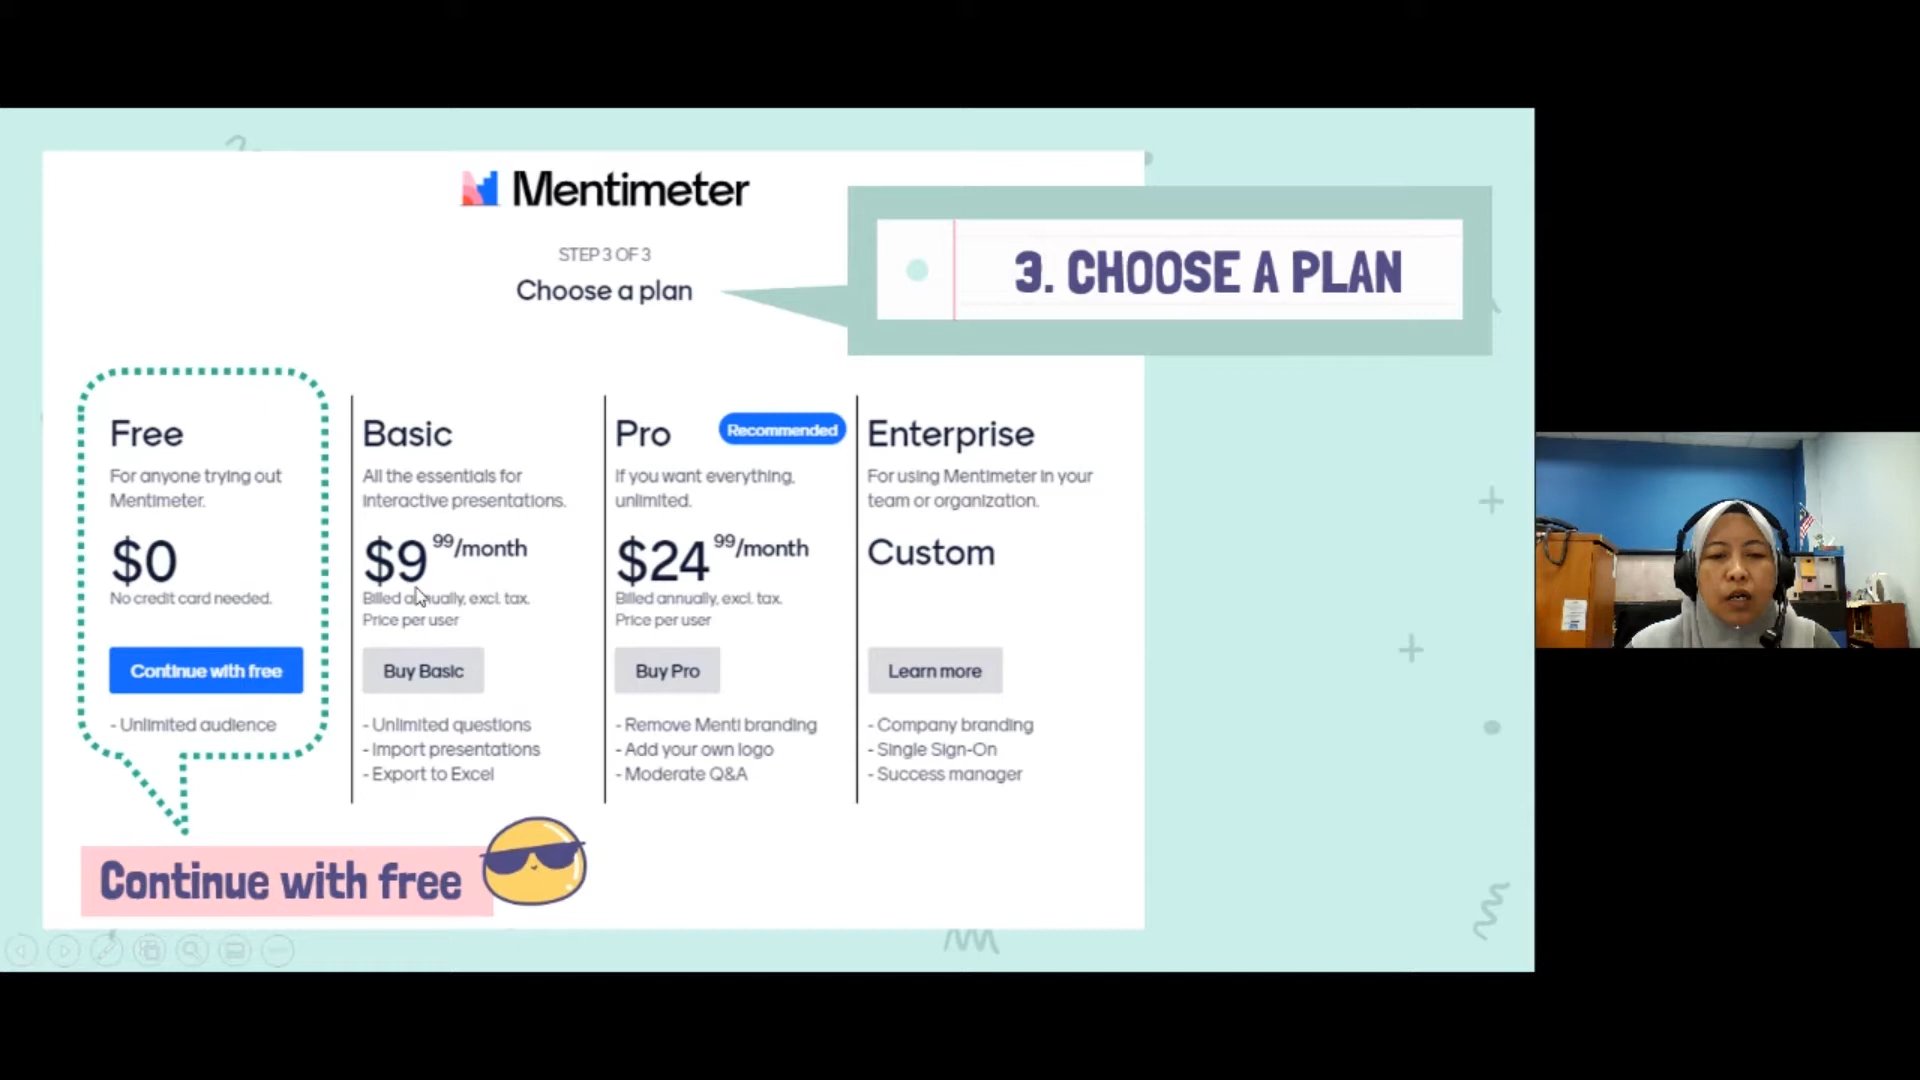 Mentimeter
STEP 3 OF 3
Choose a plan
3. CHOOSE A PLAN
Free
For anyone trying out
Mentimeter.
$0
No credit card needed.
Continue with free
- Unlimited audience
Basic
All the essentials for
interactive presentations.
$9 99/month
Billed annually, excl. tax.
Price per user
Buy Basic
- Unlimited questions
- Import presentations
- Export to Excel
Pro
Recommended
If you want everything,
unlimited.
$24 99/month
Billed annually, excl. tax.
Price per user
Buy Pro
- Remove Menti branding
- Add your own logo
- Moderate Q&A
Enterprise
For using Mentimeter in your
team or organization.
Custom
Learn more
- Company branding
- Single Sign-On
- Success manager
Continue with free